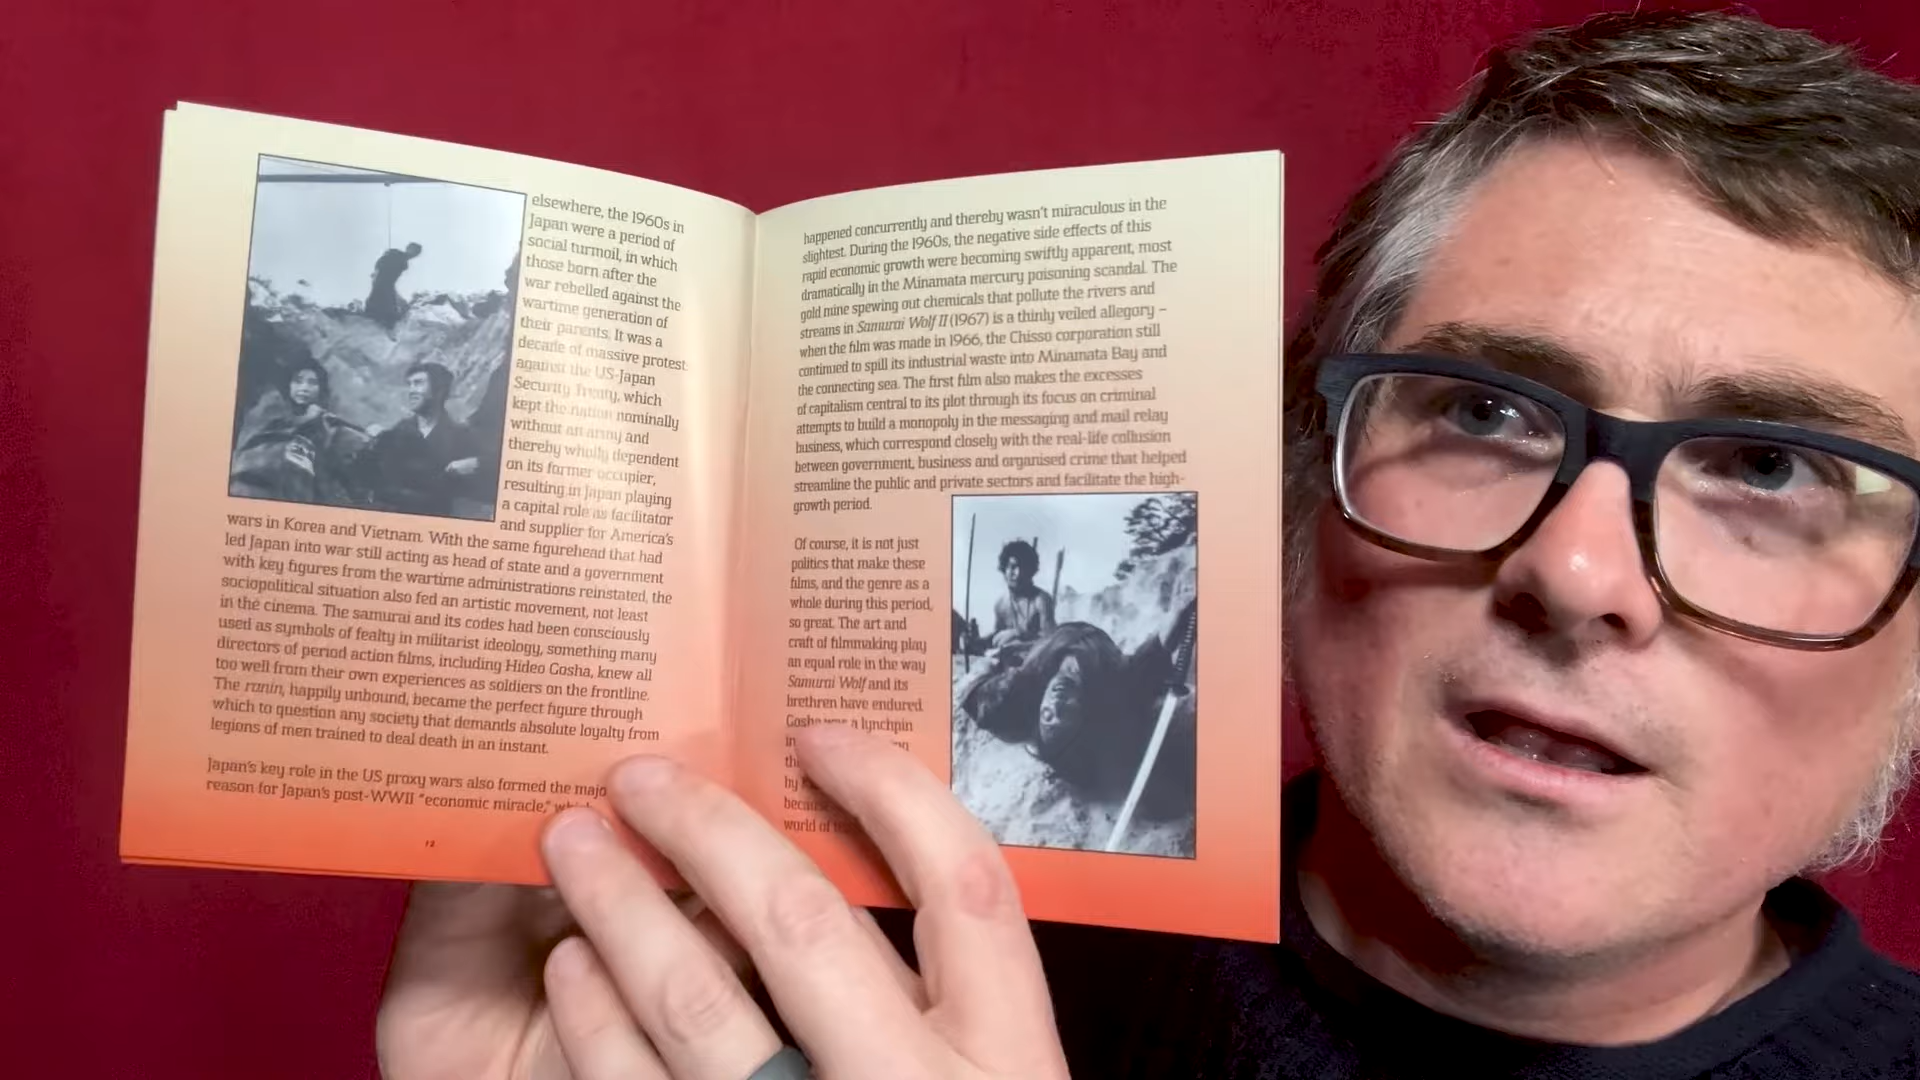 elsewhere, the 1960s in
Japan were a period of
social turmoil, in which
those born after the
war rebelled against the
wartime generation of
their parents. It was a
decade of massive protest
against the US-Japan
Security Treaty, which
kept the nation nominally
without an army and
thereby wholly dependent
on its former occupier,
resulting in Japan playing
a capital role as facilitator
and supplier for America's
wars in Korea and Vietnam. With the same figurehead that had
led Japan into war still acting as head of state and a government
with key figures from the wartime administrations reinstated, the
sociopolitical situation also fed an artistic movement, not least
in the cinema. The samurai and its codes had been consciously
used as symbols of fealty in militarist ideology, something many
directors of period action films, including Hideo Gosha, knew all
too well from their own experiences as soldiers on the frontline.
The ronin, happily unbound, became the perfect figure through
which to question any society that demands absolute loyalty from
legions of men trained to deal death in an instant.
Japan's key role in the US proxy wars also formed the
reason for Japan's post-WWII "economic miracle,"
12
happened concurrently and thereby wasn't miraculous in the
slightest. During the 1960s, the negative side effects of this
rapid economic growth were becoming swiftly apparent, most
dramatically in the Minamata mercury poisoning scandal. The
gold mine spewing out chemicals that pollute the rivers and
streams in Samurai Wolf II (1967) is a thinly veiled allegory –
when the film was made in 1966, the Chisso corporation still
continued to spill its industrial waste into Minamata Bay and
the connecting sea. The first film also makes the excesses
of capitalism central to its plot through its focus on criminal
attempts to build a monopoly in the messaging and mail relay
business, which correspond closely with the real-life collusion
between government, business and organised crime that helped
streamline the public and private sectors and facilitate the high-
growth period.
Of course, it is not just
politics that make these
films, and the genre as a
whole during this period,
so great. The art and
craft of filmmaking play
an equal role in the way
Samurai Wolf and its
brethren have endured.
Gosha was a lynchpin
in
by
world of